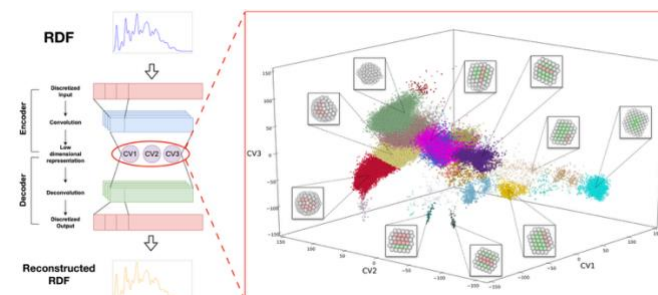 RDF
Encoder
Decoder
Discretized
Input
Convolution
Low
dimensional
representation
Deconvolution
Discretized
Output
Reconstructed
RDF
CV1
CV2
CV3
CV3
150
100
50
0
−50
−100
−150
150
100
50
0
−50
−100
−150
CV2
−150
−100
−50
0
50
100
CV1